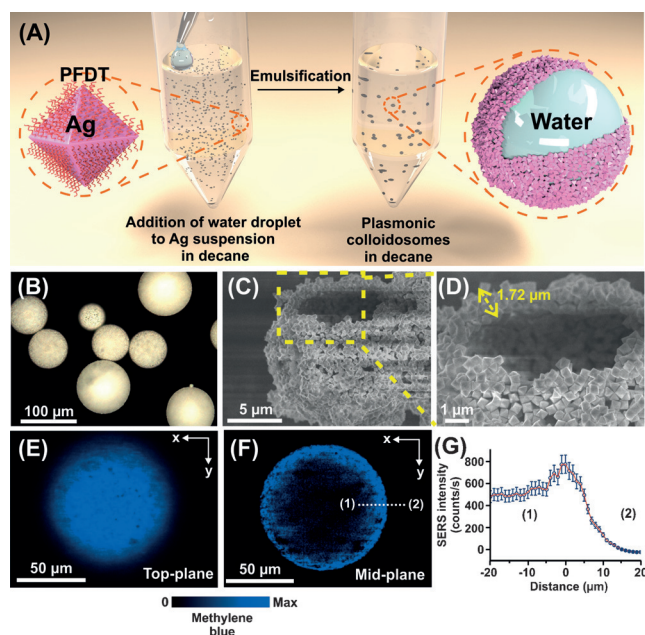 (A)
PFDT
Ag
Emulsification
Water
Addition of water droplet
to Ag suspension
in decane
Plasmonic
colloidosomes
in decane
(B)
100 µm
(C)
5 µm
(D)
1.72 µm
1 µm
(E)
x
y
50 µm
Top-plane
(F)
x
y
(1)
(2)
50 µm
Mid-plane
0
Max
Methylene
blue
(G)
SERS intensity
(counts/s)
800
600
400
200
0
(1)
(2)
-20
-10
0
10
20
Distance (µm)